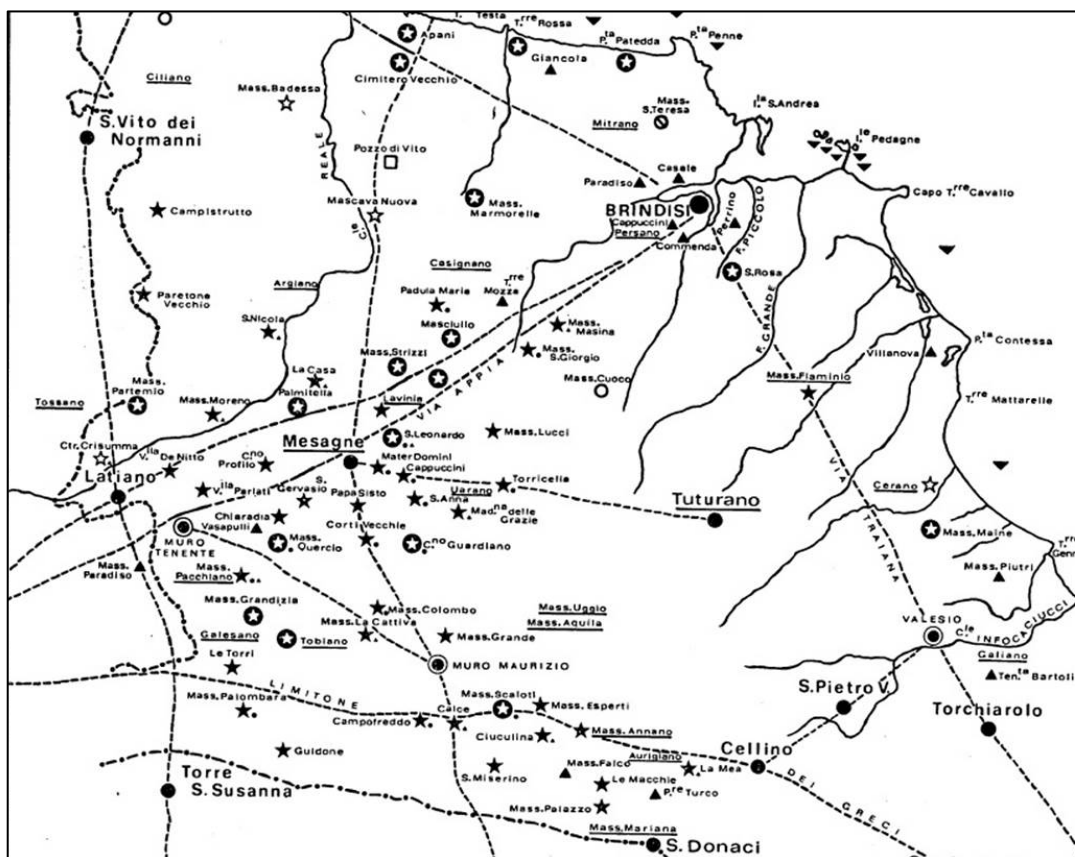 Testa
T.rre Rossa
Apani
Giancola
P.ta Patedda
P.ta Penne
Cimitero Vecchio
Ciliano
Mass.Badessa
Mass. S.Teresa
Mitrano
I.la S.Andrea
I.le Pedagne
S.Vito dei Normanni
C.le REALE
Pozzo di Vito
Casale
Paradiso
Capo T.rre Cavallo
Campistrutto
Mascava Nuova
Mass. Marmorelle
BRINDISI
Cappuccini
Persano
Perrino
F. PICCOLO
Commenda
Casignano
S.Rosa
Argiano
T.rre Mozza
Padula Maria
Paretone Vecchio
S.Nicola
Masciullo
Mass. Masina
Mass. S.Giorgio
F. GRANDE
P.ta Contessa
Villanova
Mass.Strizzi
La Casa
Mass.Cuoco
Mass.Flaminio
VIA APPIA
Mass. Partemio
Tossano
Mass.Moreno
Palmitella
Lavinia
T.rre Mattarelle
S.Leonardo
Mass.Lucci
Ctr.Crisumma
V.lla De Nitto
C.no Profilo
Mesagne
Mater Domini
Cappuccini
VIA TRAIANA
Latiano
V.lla Perlati
S. Gervasio
Papa Sisto
S.Anna
Uarano
Torricella
Mad.na delle Grazie
Tuturano
Cerano
Chiaradia
Vasapulli
MURO TENENTE
Corti Vecchie
Mass. Quercio
C.no Guardiano
Mass.Maine
T.rre
Mass. Paradiso
Mass. Pacchiano
Mass.Piutri
Mass.Grandizia
Mass.Colombo
Mass.Uggio
Mass.Aquila
Galesano
Tobiano
Mass.La Cattiva
Mass.Grande
VALESIO
C.le INFOCACIUCCI
Le Torri
MURO MAURIZIO
Galiano
Ten.ta Bartoli
LIMITONE
DEI GRECI
Mass.Palombara
Mass.Scaloti
Mass. Esperti
S.Pietro V.
Torchiarolo
Campofreddo
Calce
Ciuculina
Mass.Annano
Guidone
Cellino
Aurigiano
Mass.Falco
La Mea
S.Miserino
Le Macchie
P.re Turco
Torre S.Susanna
Mass.Palazzo
Mass.Mariana
S. Donaci